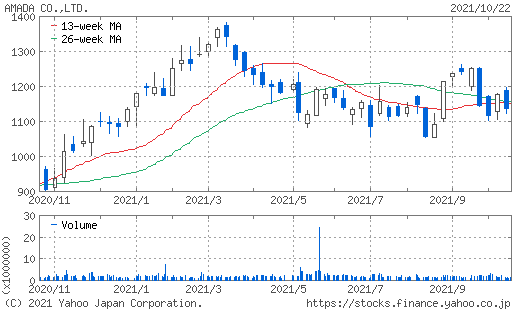 AMADA CO.,LTD. 2021/10/22
1400
13-week MA
26-week MA
1300
1200
1100
1000
900
2020/11 2021/1 2021/3 2021/5 2021/7 2021/9
30
Volume
20
10
0
(x1000000)
2020/11 2021/1 2021/3 2021/5 2021/7 2021/9
(C) 2021 Yahoo Japan Corporation. https://stocks.finance.yahoo.co.jp/